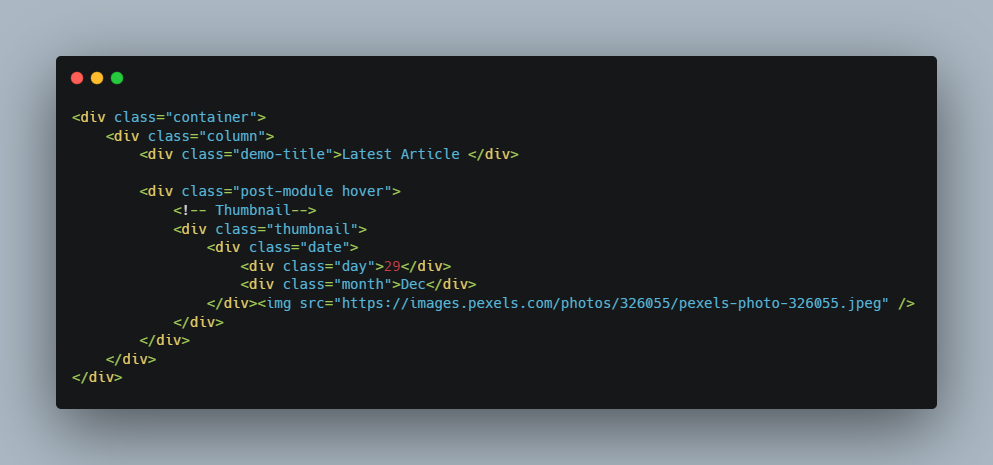 <div class="container">
    <div class="column">
        <div class="demo-title">Latest Article </div>

        <div class="post-module hover">
            <!-- Thumbnail-->
            <div class="thumbnail">
                <div class="date">
                    <div class="day">29</div>
                    <div class="month">Dec</div>
                </div><img src="https://images.pexels.com/photos/326055/pexels-photo-326055.jpeg" />
            </div>
        </div>
    </div>
</div>